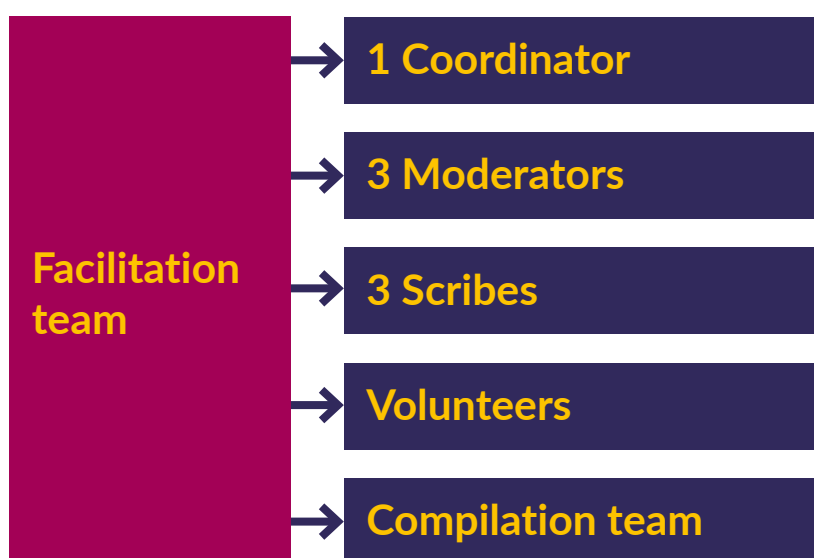 Facilitation
team
1 Coordinator
3 Moderators
3 Scribes
Volunteers
Compilation team